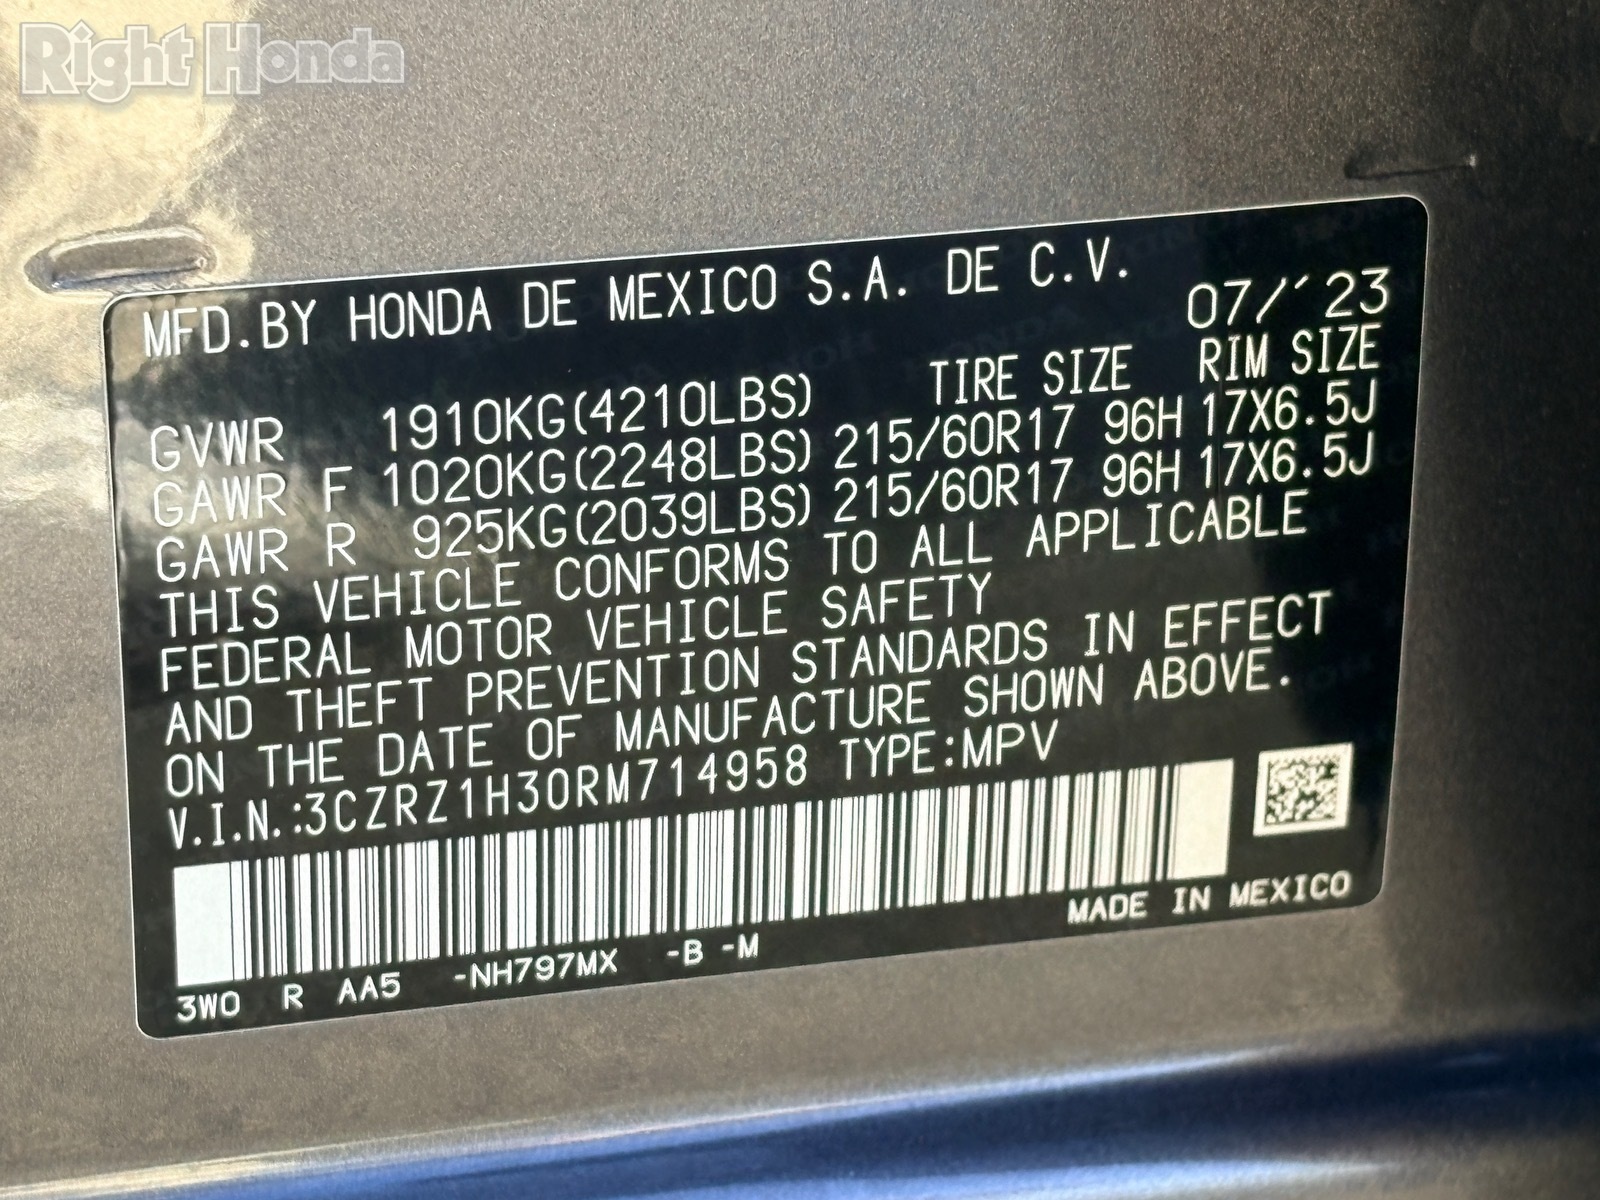 Right Honda
MFD.BY HONDA DE MEXICO S.A. DE C.V. 07/'23
TIRE SIZE RIM SIZE
GVWR 1910KG(4210LBS)
GAWR F 1020KG(2248LBS) 215/60R17 96H 17X6.5J
GAWR R 925KG(2039LBS) 215/60R17 96H 17X6.5J
THIS VEHICLE CONFORMS TO ALL APPLICABLE
FEDERAL MOTOR VEHICLE SAFETY
AND THEFT PREVENTION STANDARDS IN EFFECT
ON THE DATE OF MANUFACTURE SHOWN ABOVE.
V.I.N.:3CZRZ1H30RM714958 TYPE:MPV
MADE IN MEXICO
3W0 R AA5 -NH797MX -B -M